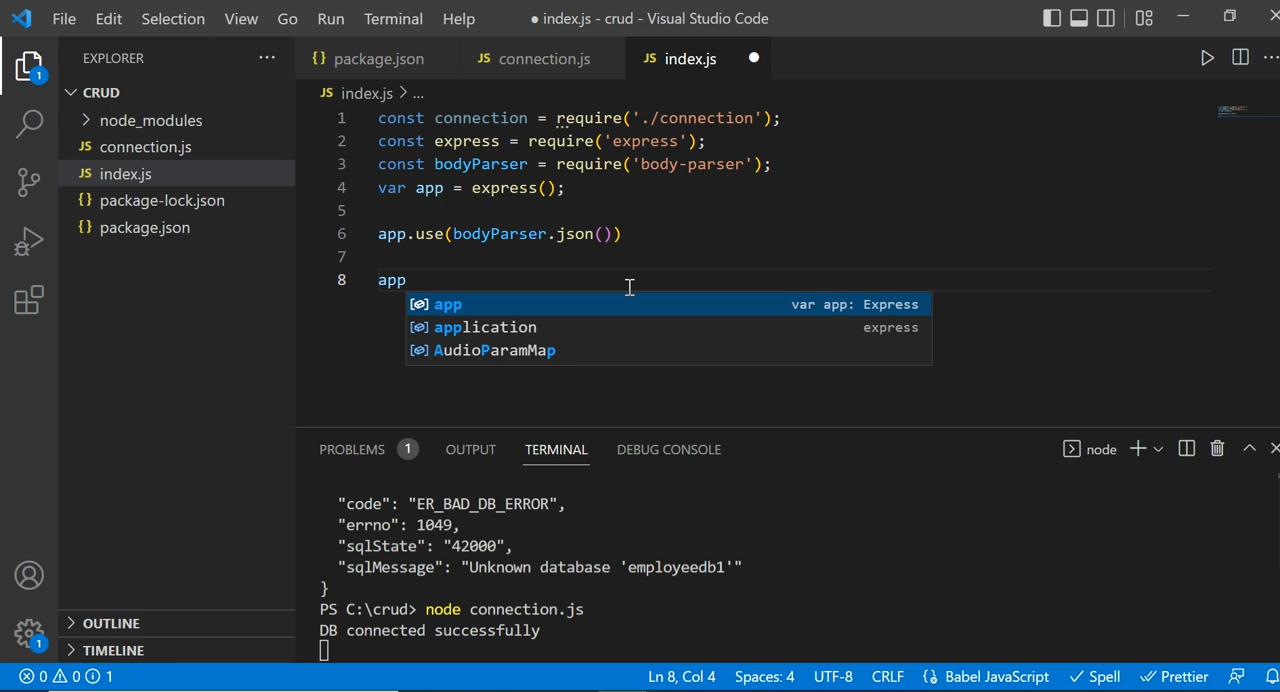 File Edit Selection View Go Run Terminal Help ● index.js - crud - Visual Studio Code
EXPLORER ···
{} package.json JS connection.js JS index.js ●
1
CRUD
JS index.js > ...
node_modules
JS connection.js
JS index.js
{} package-lock.json
{} package.json
1 const connection = require('./connection');
2 const express = require('express');
3 const bodyParser = require('body-parser');
4 var app = express();
5
6 app.use(bodyParser.json())
7
8 app
app var app: Express
application express
AudioParamMap
PROBLEMS 1 OUTPUT TERMINAL DEBUG CONSOLE node
"code": "ER_BAD_DB_ERROR",
"errno": 1049,
"sqlState": "42000",
"sqlMessage": "Unknown database 'employeedb1'"
}
PS C:\crud> node connection.js
DB connected successfully
OUTLINE
TIMELINE
1
0 0 1 Ln 8, Col 4 Spaces: 4 UTF-8 CRLF {} Babel JavaScript ✓ Spell ✓ Prettier